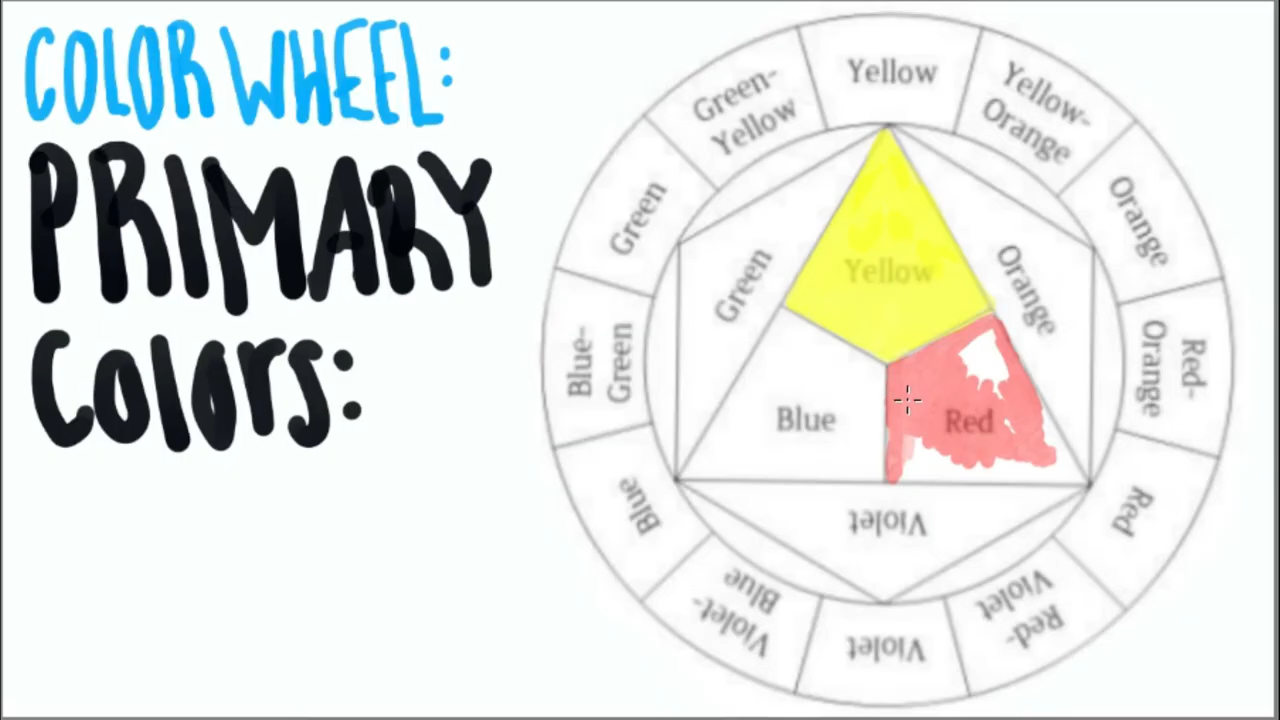 COLOR WHEEL:
PRIMARY
Colors:
Yellow
Yellow-
Orange
Orange
Red-
Orange
Red
Red-
Violet
Violet
Violet-
Blue
Blue
Blue-
Green
Green
Green-
Yellow
Green
Yellow
Orange
Blue
Red
Violet